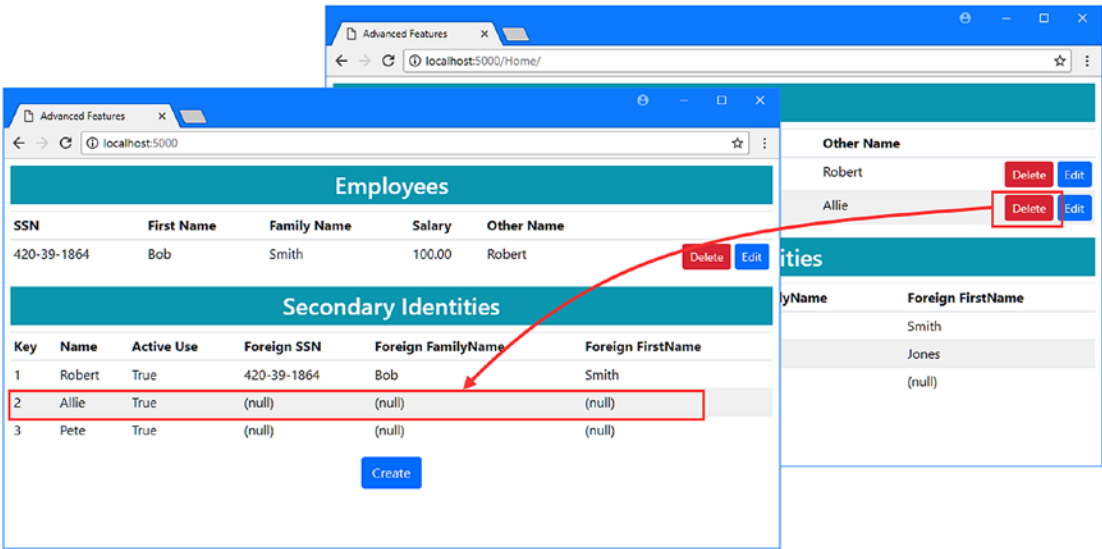 Advanced Features
localhost:5000/Home/
Other Name
Robert Delete Edit
Allie Delete Edit
ities
lyName Foreign FirstName
Smith
Jones
(null)
Advanced Features
localhost:5000
Employees
SSN First Name Family Name Salary Other Name
420-39-1864 Bob Smith 100.00 Robert Delete Edit
Secondary Identities
Key Name Active Use Foreign SSN Foreign FamilyName Foreign FirstName
1 Robert True 420-39-1864 Bob Smith
2 Allie True (null) (null) (null)
3 Pete True (null) (null) (null)
Create